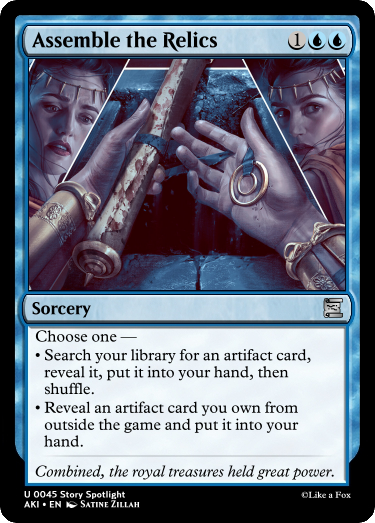 Assemble the Relics 1
Sorcery
Choose one —
• Search your library for an artifact card,
reveal it, put it into your hand, then
shuffle.
• Reveal an artifact card you own from
outside the game and put it into your
hand.
Combined, the royal treasures held great power.
U 0045 Story Spotlight
AKI • EN Satine Zillah
©Like a Fox